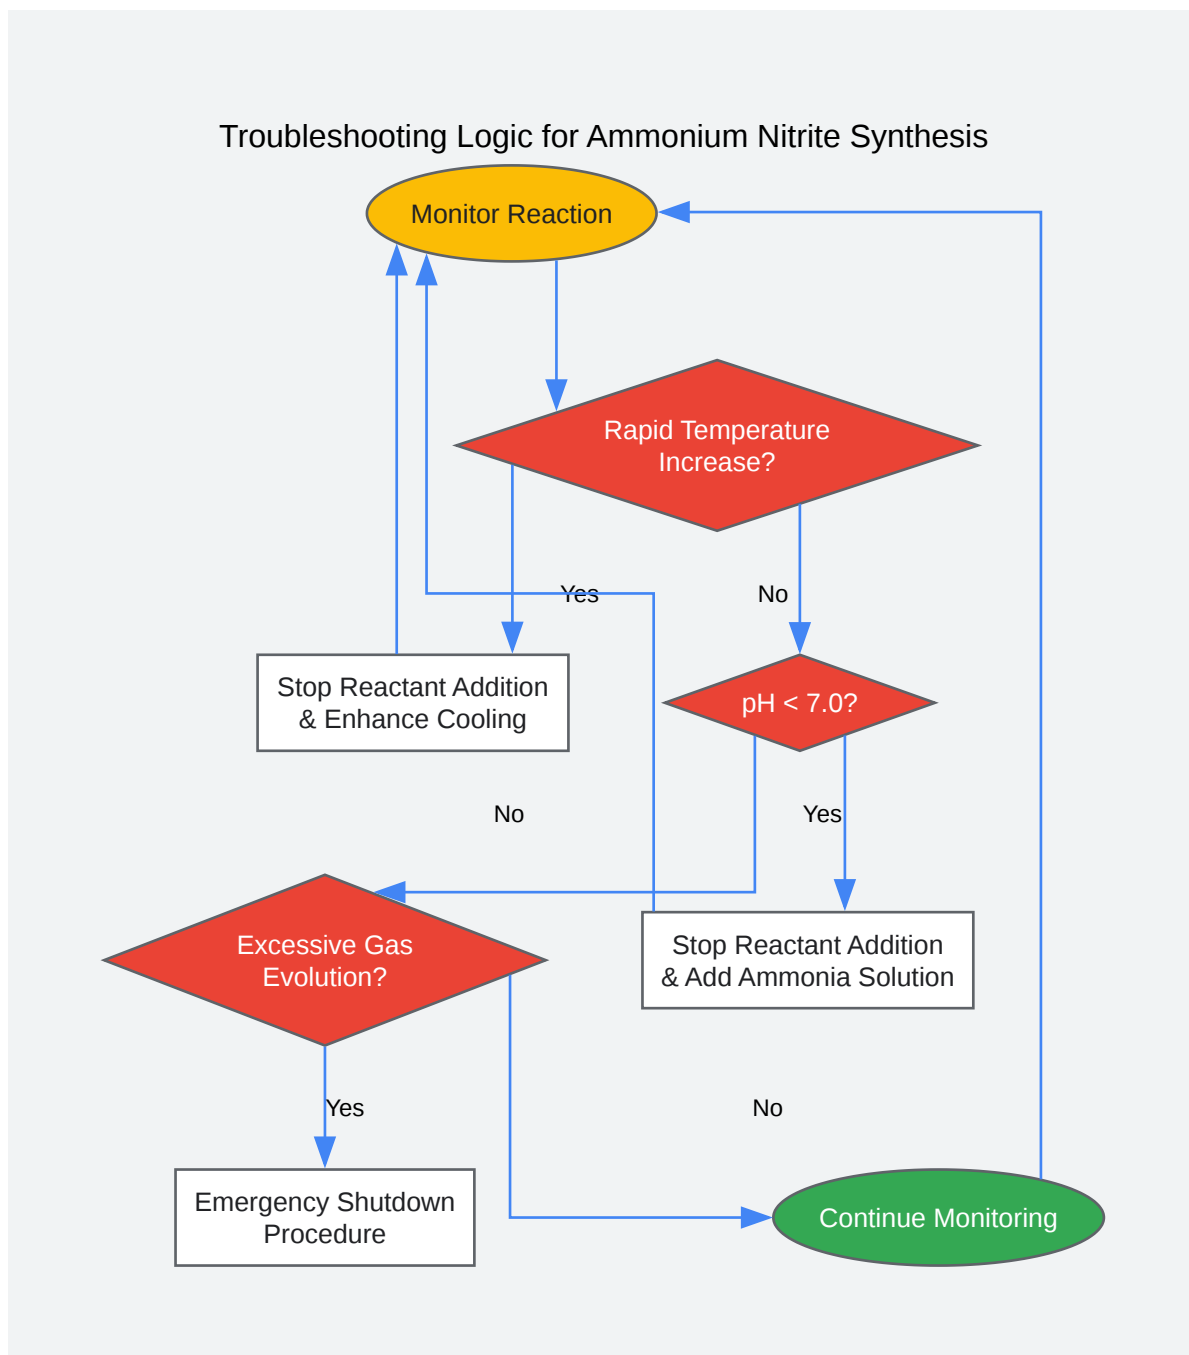 Troubleshooting Logic for Ammonium Nitrite Synthesis
Monitor Reaction
Rapid Temperature
Increase?
Yes
No
Stop Reactant Addition
& Enhance Cooling
pH < 7.0?
No
Yes
Excessive Gas
Evolution?
Stop Reactant Addition
& Add Ammonia Solution
Yes
No
Emergency Shutdown
Procedure
Continue Monitoring